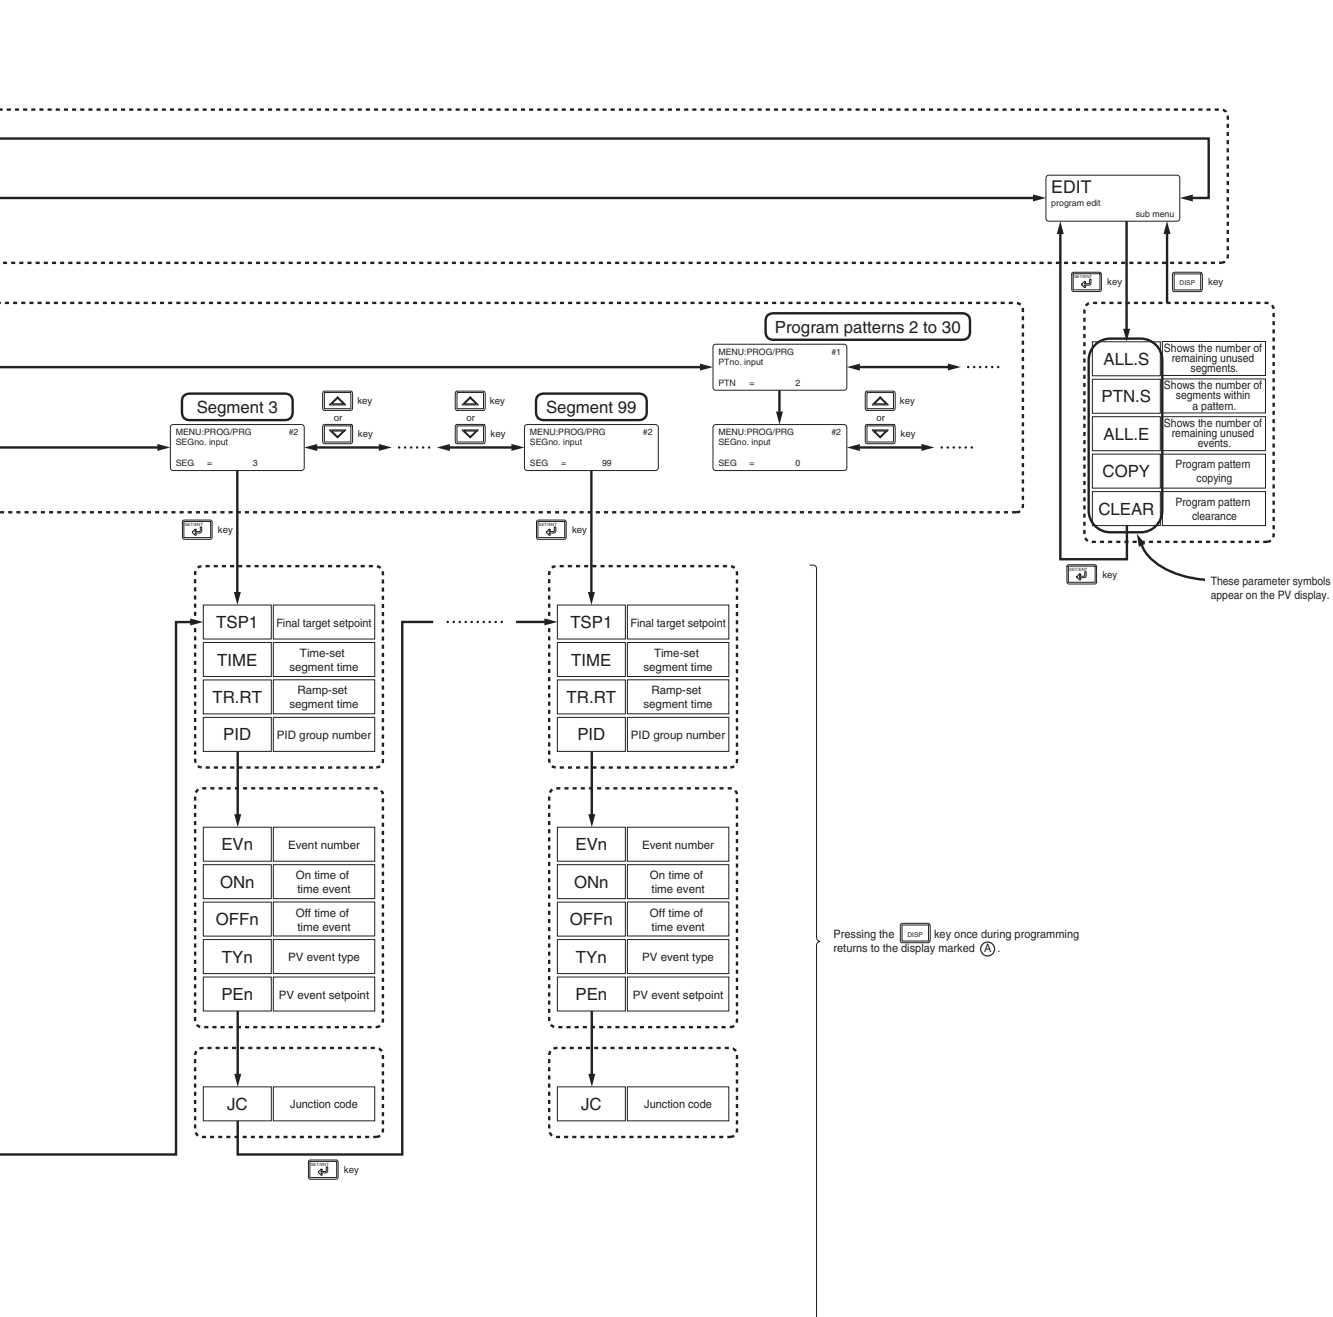 EDIT
program edit
sub menu
SET/ENT
key
DISP
key
Program patterns 2 to 30
MENU:PROG/PRG #1
PTno. input
PTN = 2
ALL.S
Shows the number of
remaining unused
segments.
PTN.S
Shows the number of
segments within
a pattern.
ALL.E
Shows the number of
remaining unused
events.
COPY
Program pattern
copying
CLEAR
Program pattern
clearance
SET/ENT
key
These parameter symbols
appear on the PV display.
Segment 3
key
or
key
MENU:PROG/PRG #2
SEGno. input
SEG = 3
key
or
key
Segment 99
MENU:PROG/PRG #2
SEGno. input
SEG = 99
key
or
key
MENU:PROG/PRG #2
SEGno. input
SEG = 0
SET/ENT
key
SET/ENT
key
TSP1 Final target setpoint
TIME
Time-set
segment time
TR.RT
Ramp-set
segment time
PID PID group number
EVn Event number
ONn
On time of
time event
OFFn
Off time of
time event
TYn PV event type
PEn PV event setpoint
JC Junction code
SET/ENT
key
TSP1 Final target setpoint
TIME
Time-set
segment time
TR.RT
Ramp-set
segment time
PID PID group number
EVn Event number
ONn
On time of
time event
OFFn
Off time of
time event
TYn PV event type
PEn PV event setpoint
JC Junction code
Pressing the DISP key once during programming
returns to the display marked A .